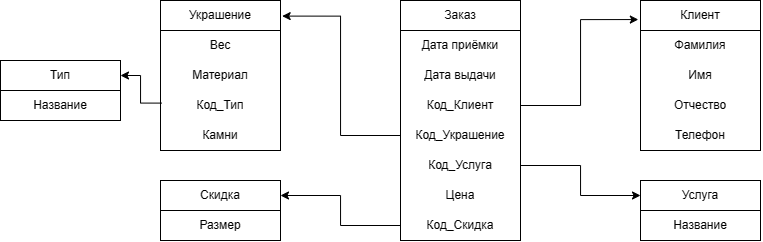 Тип
Название
Украшение
Вес
Материал
Код_Тип
Камни
Скидка
Размер
Заказ
Дата приёмки
Дата выдачи
Код_Клиент
Код_Украшение
Код_Услуга
Цена
Код_Скидка
Клиент
Фамилия
Имя
Отчество
Телефон
Услуга
Название